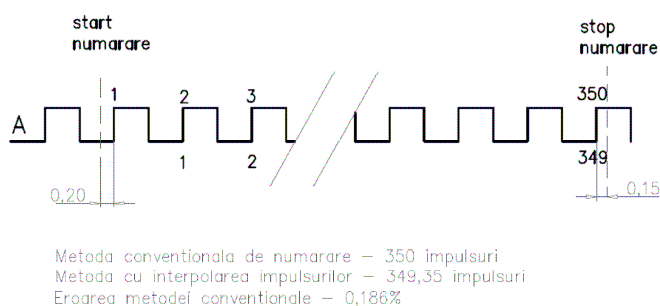 start
numarare
stop
numarare
1 2 3 350
A
1 2 349
0,20 0,15
Metoda conventionala de numarare – 350 impulsuri
Metoda cu interpolarea impulsurilor – 349,35 impulsuri
Eroarea metodei conventionale – 0,186%